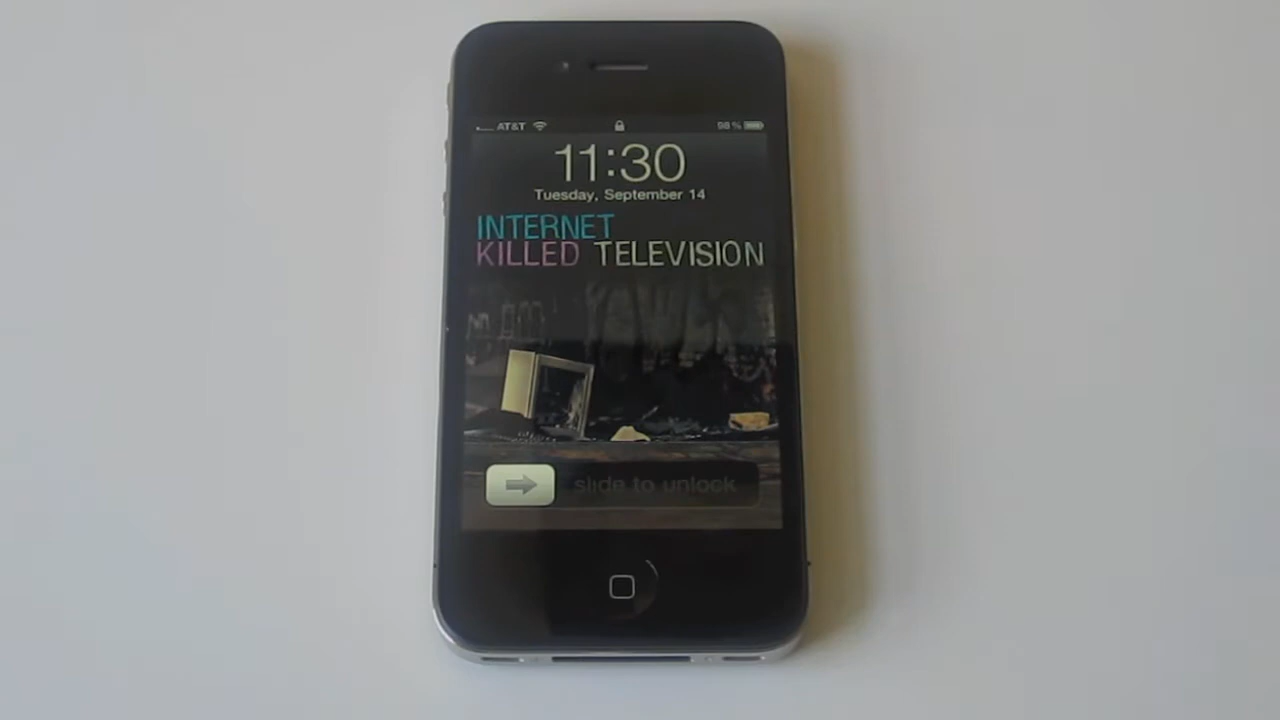 AT&T 98%
11:30
Tuesday, September 14
INTERNET
KILLED TELEVISION
slide to unlock